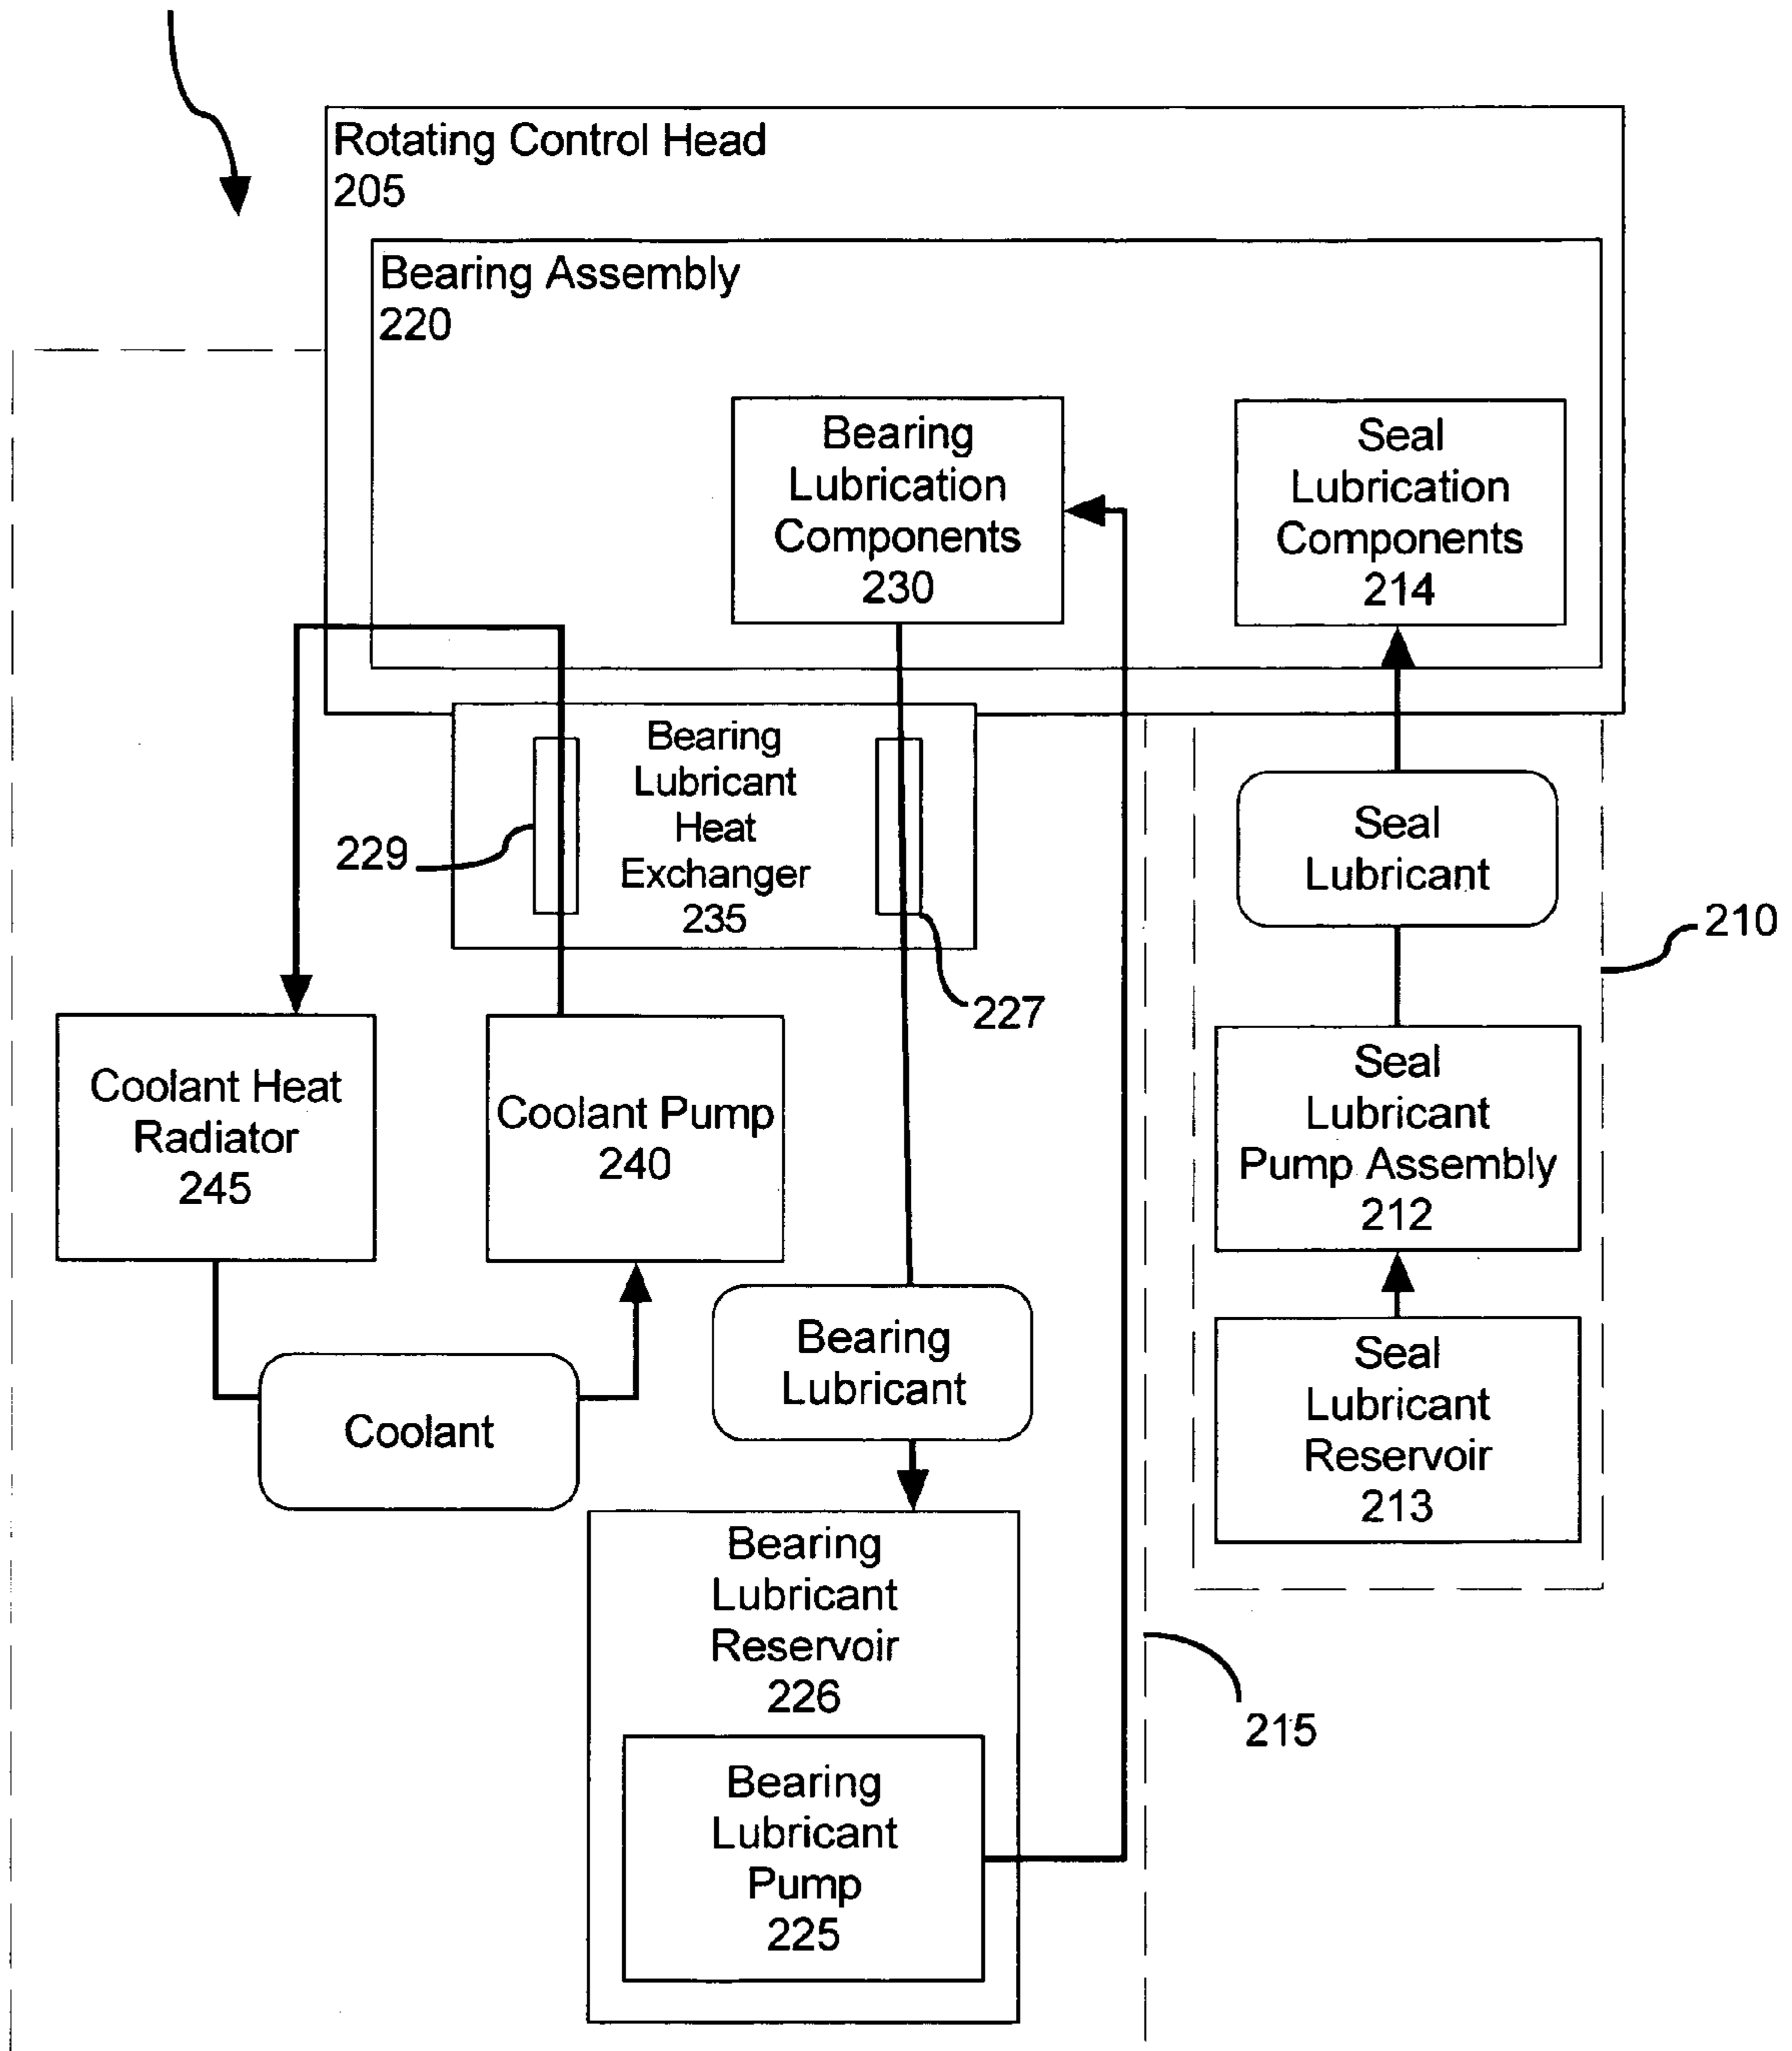 Rotating Control Head
205
Bearing Assembly
220
Bearing
Lubrication
Components
230
Seal
Lubrication
Components
214
Bearing
Lubricant
Heat
Exchanger
235
229
227
Seal
Lubricant
210
Coolant Heat
Radiator
245
Coolant Pump
240
Seal
Lubricant
Pump Assembly
212
Bearing
Lubricant
Coolant
Seal
Lubricant
Reservoir
213
Bearing
Lubricant
Reservoir
226
215
Bearing
Lubricant
Pump
225